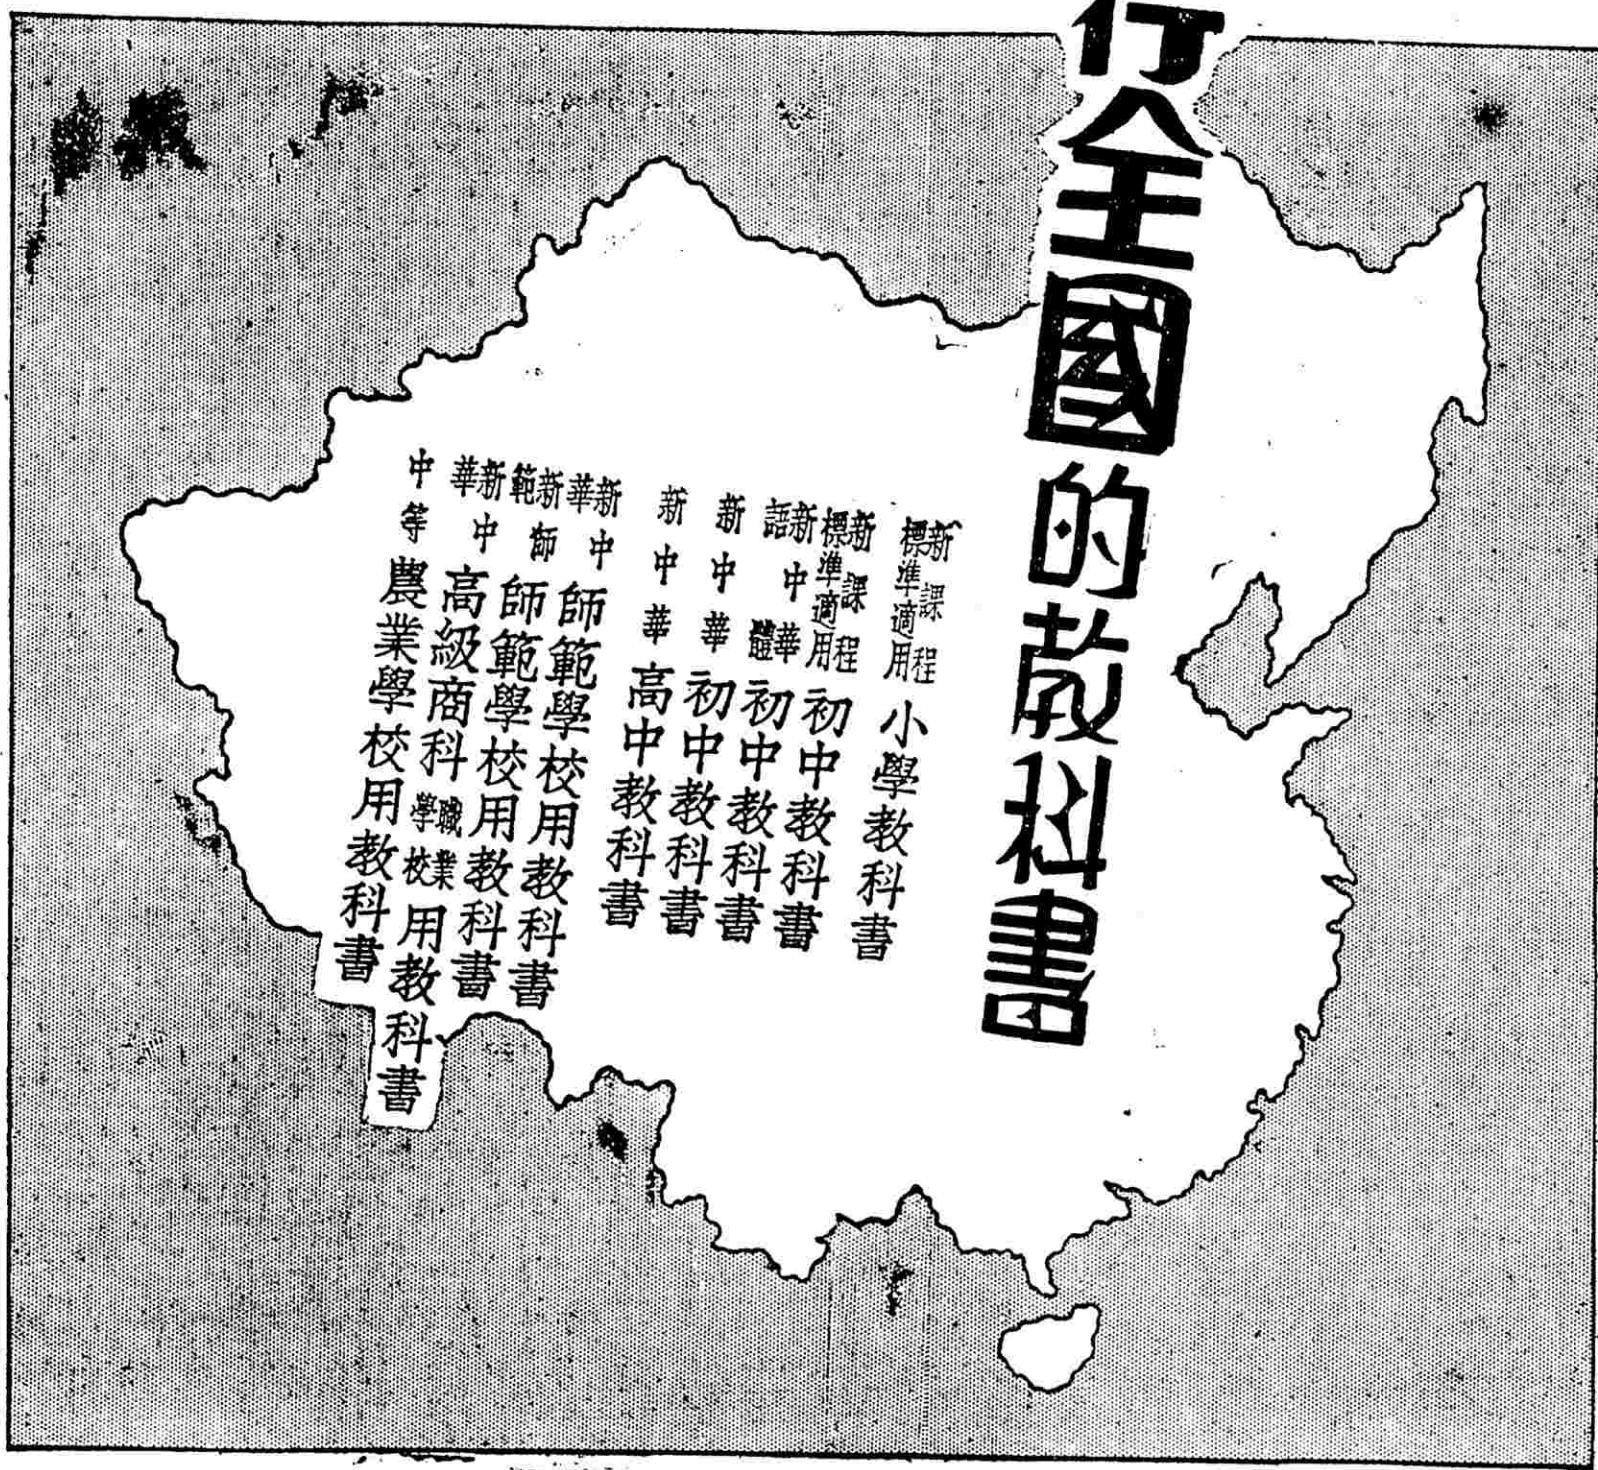 行全國的教科書
新課程標準適用小學教科書
新課程標準適用初中教科書
新中華語體初中教科書
新中華初中教科書
新中華高中教科書
新中華師範學校用教科書
新師範師範學校用教科書
新中華高級商科職業學校用教科書
中等農業學校用教科書